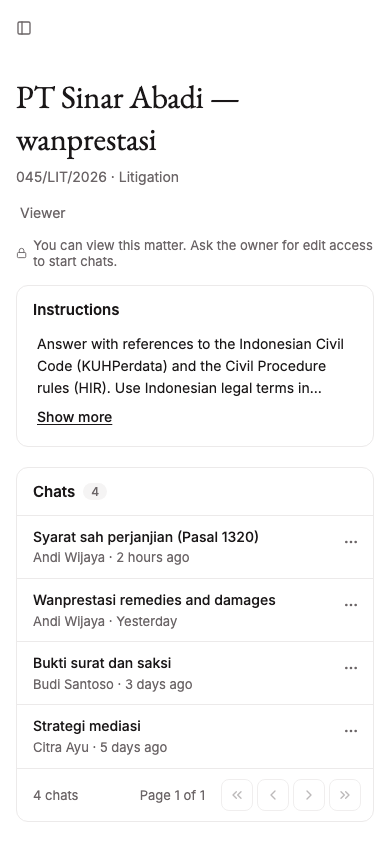 PT Sinar Abadi —
wanprestasi
045/LIT/2026 · Litigation
Viewer
You can view this matter. Ask the owner for edit access
to start chats.
Instructions
Answer with references to the Indonesian Civil
Code (KUHPerdata) and the Civil Procedure
rules (HIR). Use Indonesian legal terms in...
Show more
Chats 4
Syarat sah perjanjian (Pasal 1320)
Andi Wijaya · 2 hours ago
Wanprestasi remedies and damages
Andi Wijaya · Yesterday
Bukti surat dan saksi
Budi Santoso · 3 days ago
Strategi mediasi
Citra Ayu · 5 days ago
4 chats Page 1 of 1